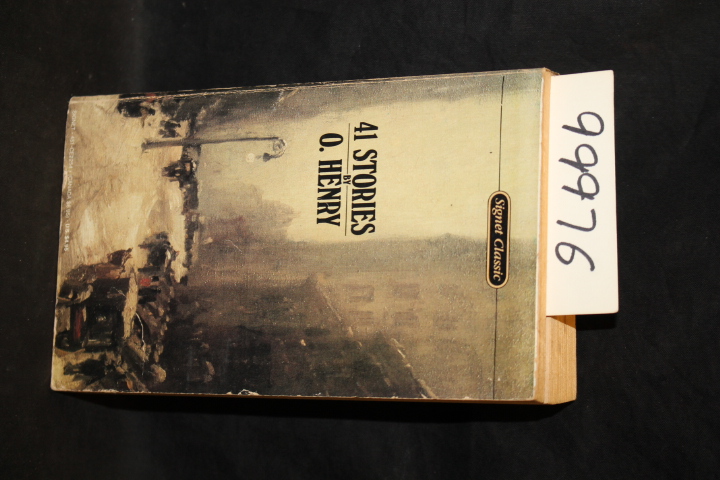 99976
Signet Classic
41 STORIES
BY
O. HENRY